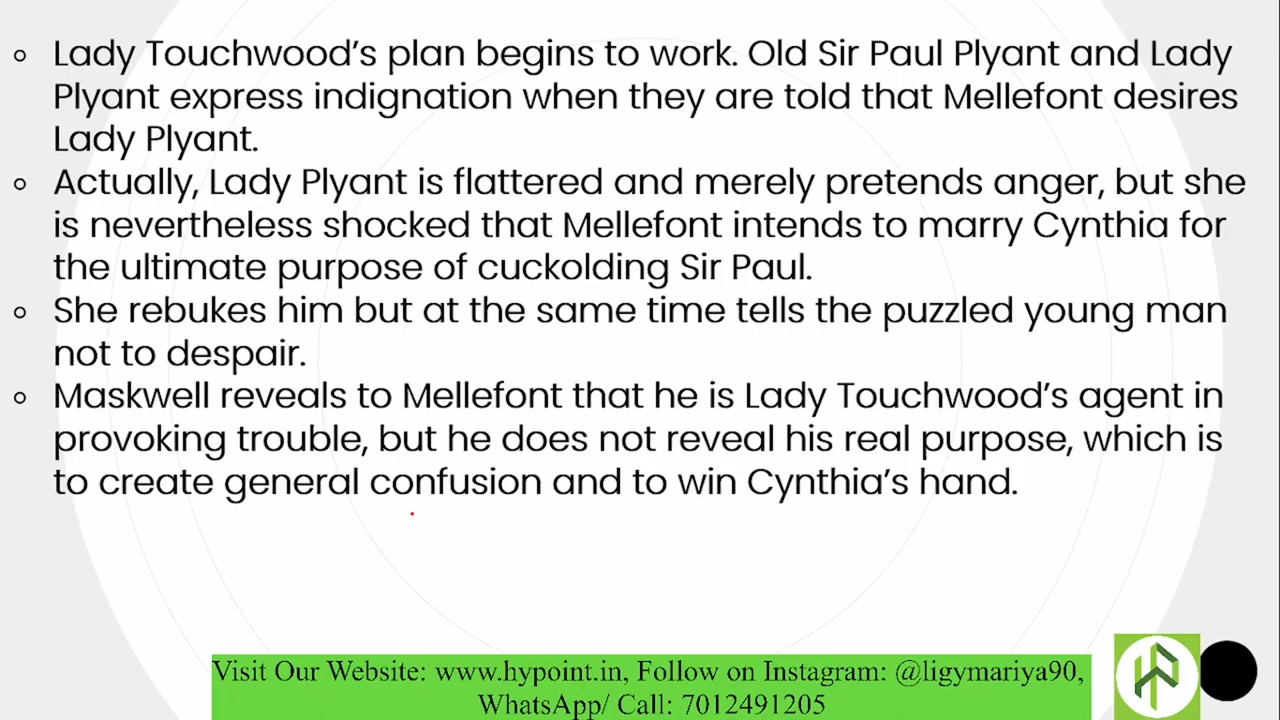 ◦ Lady Touchwood's plan begins to work. Old Sir Paul Plyant and Lady
Plyant express indignation when they are told that Mellefont desires
Lady Plyant.
◦ Actually, Lady Plyant is flattered and merely pretends anger, but she
is nevertheless shocked that Mellefont intends to marry Cynthia for
the ultimate purpose of cuckolding Sir Paul.
◦ She rebukes him but at the same time tells the puzzled young man
not to despair.
◦ Maskwell reveals to Mellefont that he is Lady Touchwood's agent in
provoking trouble, but he does not reveal his real purpose, which is
to create general confusion and to win Cynthia's hand.
Visit Our Website: www.hypoint.in, Follow on Instagram: @ligymariya90,
WhatsApp/ Call: 7012491205